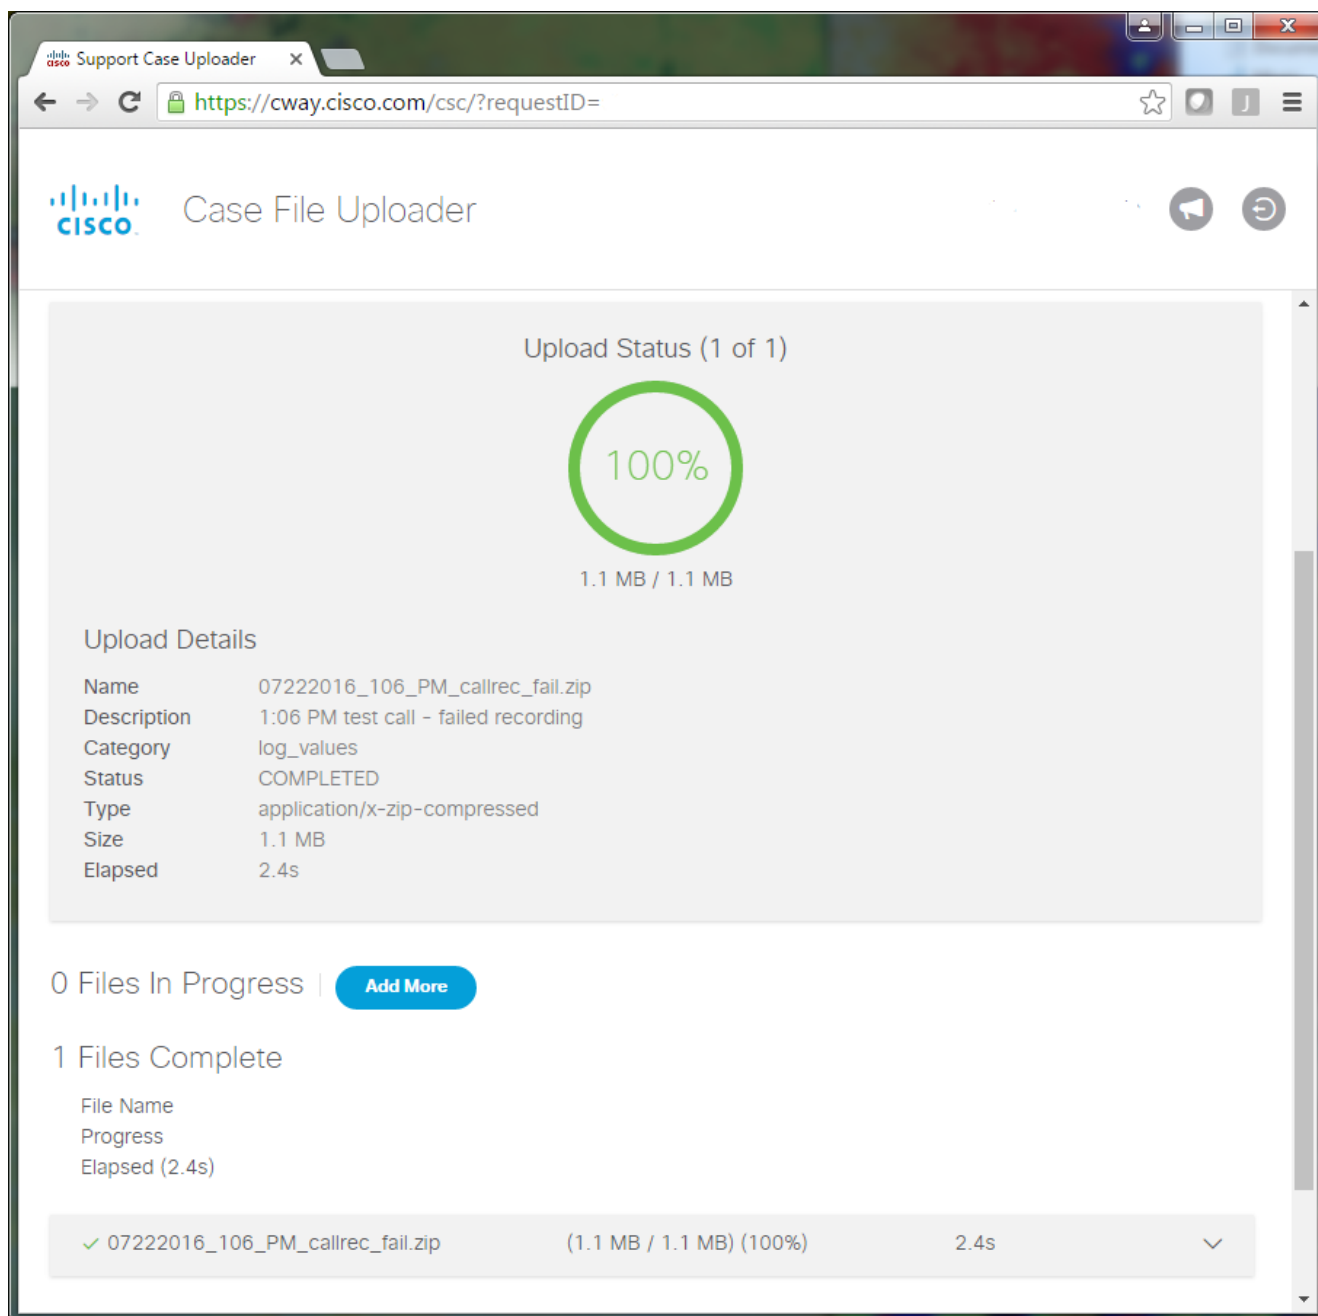 Support Case Uploader
https://cway.cisco.com/csc/?requestID=
J
CISCO
Case File Uploader
Upload Status (1 of 1)
100%
1.1 MB / 1.1 MB
Upload Details
Name 07222016_106_PM_callrec_fail.zip
Description 1:06 PM test call - failed recording
Category log_values
Status COMPLETED
Type application/x-zip-compressed
Size 1.1 MB
Elapsed 2.4s
0 Files In Progress Add More
1 Files Complete
File Name
Progress
Elapsed (2.4s)
07222016_106_PM_callrec_fail.zip (1.1 MB / 1.1 MB) (100%) 2.4s